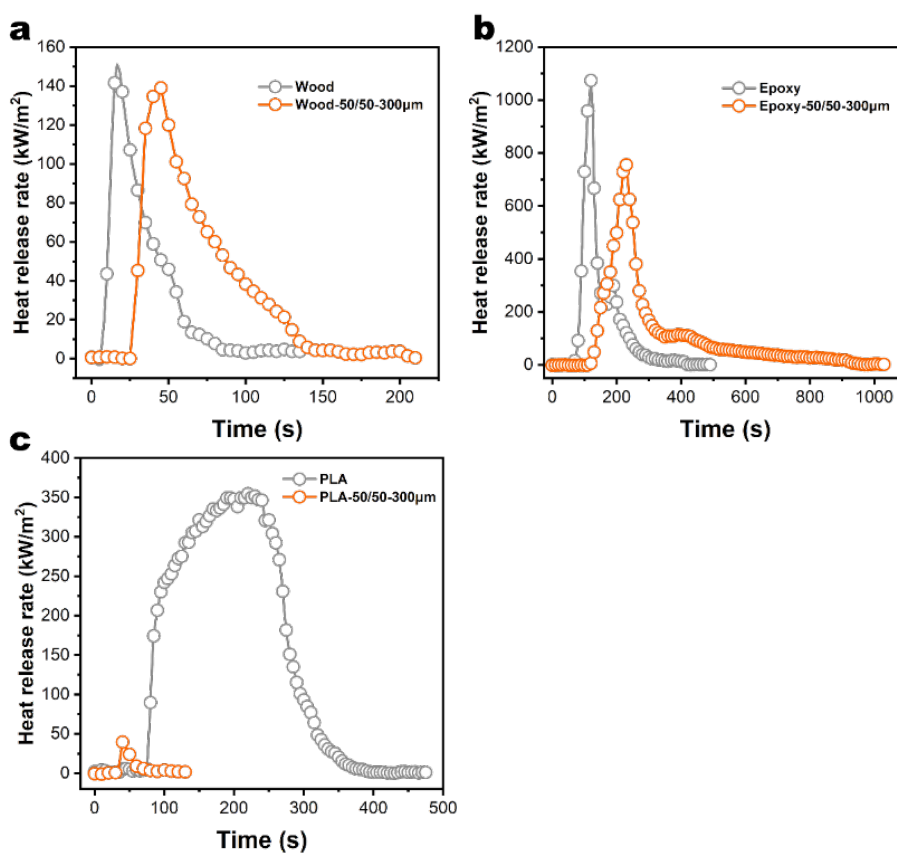 a
160
140
120
100
80
60
40
20
0
Heat release rate (kW/m²)
Wood
Wood-50/50-300μm
0 50 100 150 200
Time (s)
b
1200
1000
800
600
400
200
0
Heat release rate (kW/m²)
Epoxy
Epoxy-50/50-300μm
0 200 400 600 800 1000
Time (s)
c
400
350
300
250
200
150
100
50
0
Heat release rate (kW/m²)
PLA
PLA-50/50-300μm
0 100 200 300 400 500
Time (s)